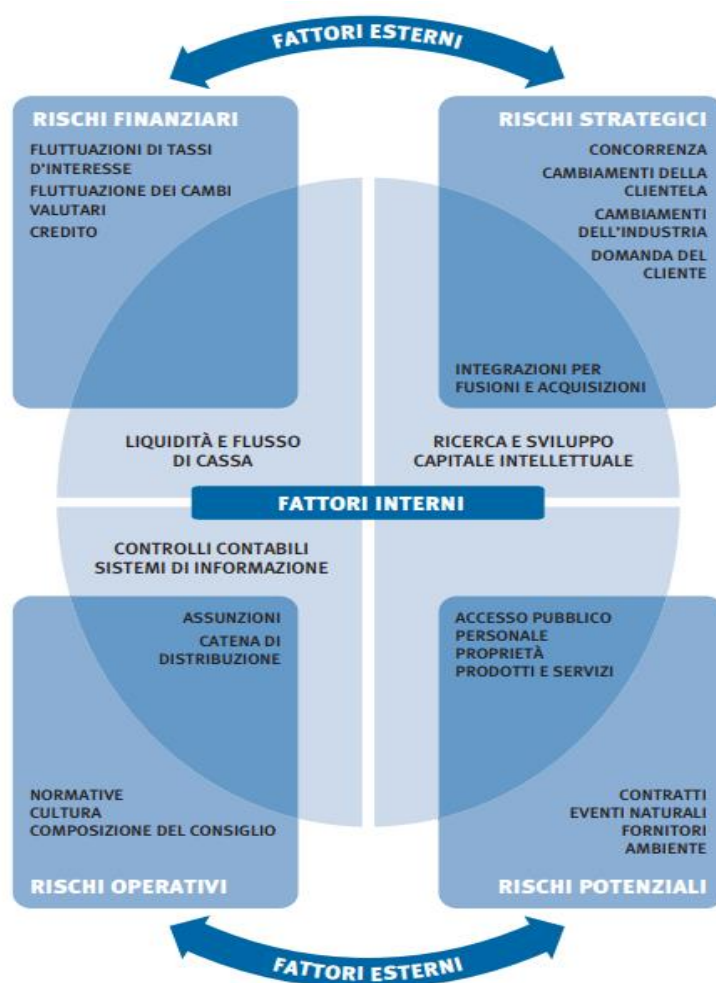 FATTORI ESTERNI
RISCHI FINANZIARI
FLUTTUAZIONI DI TASSI
D'INTERESSE
FLUTTUAZIONE DEI CAMBI
VALUTARI
CREDITO
RISCHI STRATEGICI
CONCORRENZA
CAMBIAMENTI DELLA
CLIENTELA
CAMBIAMENTI
DELL'INDUSTRIA
DOMANDA DEL
CLIENTE
INTEGRAZIONI PER
FUSIONI E ACQUISIZIONI
LIQUIDITÀ E FLUSSO
DI CASSA
RICERCA E SVILUPPO
CAPITALE INTELLETTUALE
FATTORI INTERNI
CONTROLLI CONTABILI
SISTEMI DI INFORMAZIONE
ASSUNZIONI
CATENA DI
DISTRIBUZIONE
ACCESSO PUBBLICO
PERSONALE
PROPRIETÀ
PRODOTTI E SERVIZI
NORMATIVE
CULTURA
COMPOSIZIONE DEL CONSIGLIO
RISCHI OPERATIVI
CONTRATTI
EVENTI NATURALI
FORNITORI
AMBIENTE
RISCHI POTENZIALI
FATTORI ESTERNI